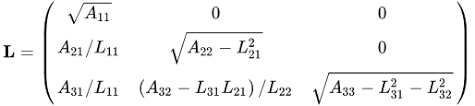 L = ( √A₁₁ 0 0
A₂₁/L₁₁ √(A₂₂ − L₂₁²) 0
A₃₁/L₁₁ (A₃₂ − L₃₁L₂₁) /L₂₂ √(A₃₃ − L₃₁² − L₃₂²) )